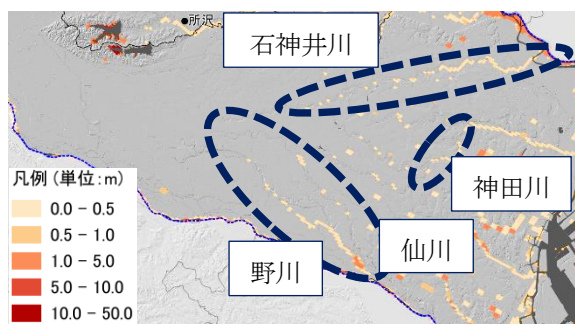 所沢
石神井川
神田川
仙川
野川
凡例 (単位:m)
0.0 - 0.5
0.5 - 1.0
1.0 - 5.0
5.0 - 10.0
10.0 - 50.0